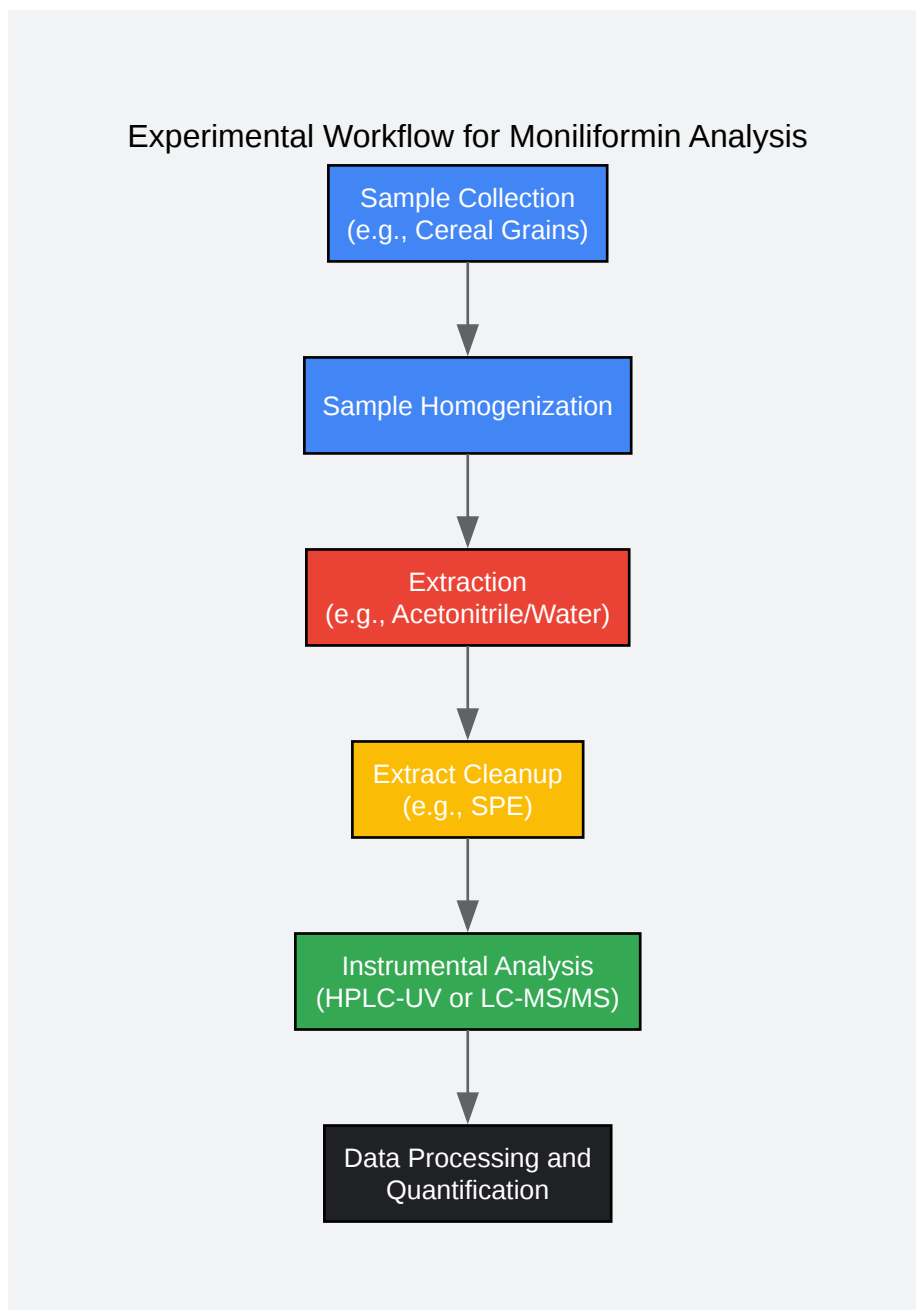 Experimental Workflow for Moniliformin Analysis
Sample Collection
(e.g., Cereal Grains)
Sample Homogenization
Extraction
(e.g., Acetonitrile/Water)
Extract Cleanup
(e.g., SPE)
Instrumental Analysis
(HPLC-UV or LC-MS/MS)
Data Processing and
Quantification